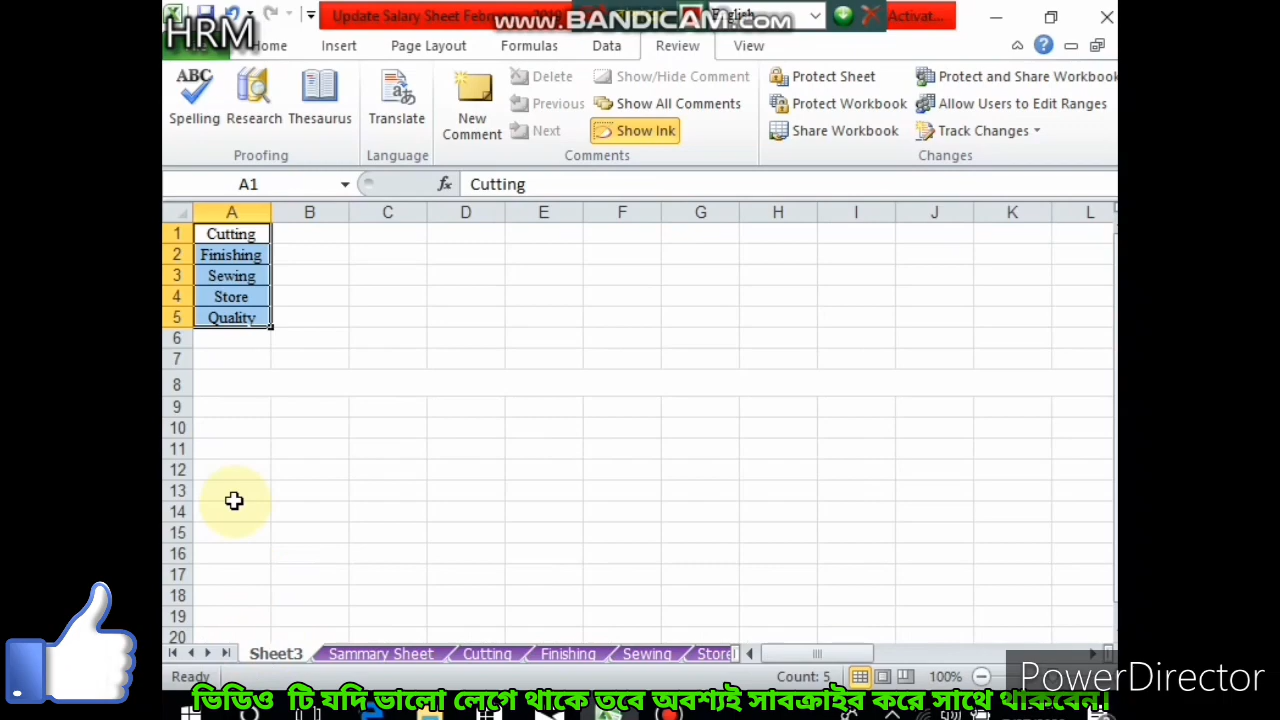 Update Salary Sheet
www.BANDICAM.com
English
Activat...
HRM
Home Insert Page Layout Formulas Data Review View
ABC
Spelling Research Thesaurus
Proofing
Translate
Language
New Comment
Delete
Previous
Next
Show/Hide Comment
Show All Comments
Show Ink
Comments
Protect Sheet
Protect Workbook
Share Workbook
Protect and Share Workbook
Allow Users to Edit Ranges
Track Changes
Changes
A1 fx Cutting
A B C D E F G H I J K L
1 Cutting
2 Finishing
3 Sewing
4 Store
5 Quality
6
7
8
9
10
11
12
13
14
15
16
17
18
19
20
Sheet3 Sammary Sheet Cutting Finishing Sewing Store
Ready Count: 5 100%
PowerDirector
ভিডিও টি যদি ভালো লেগে থাকে তবে অবশ্যই সাবক্রাইব করে সাথে থাকবেন।